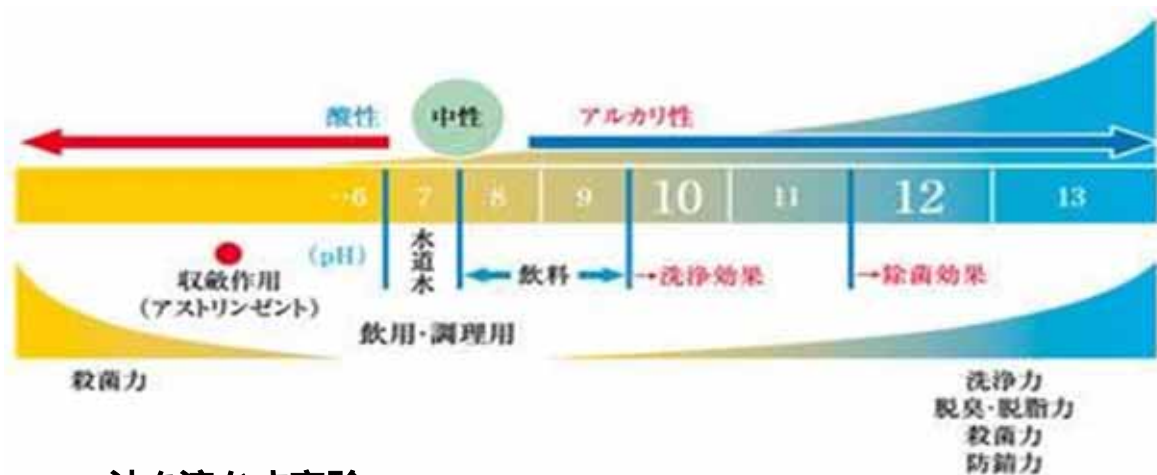 酸性
中性
アルカリ性
→6
7
8
9
10
11
12
13
(pH)
水道水
飲料
→洗浄効果
→除菌効果
収斂作用
(アストリンゼント)
飲用・調理用
殺菌力
洗浄力
脱臭・脱脂力
殺菌力
防錆力